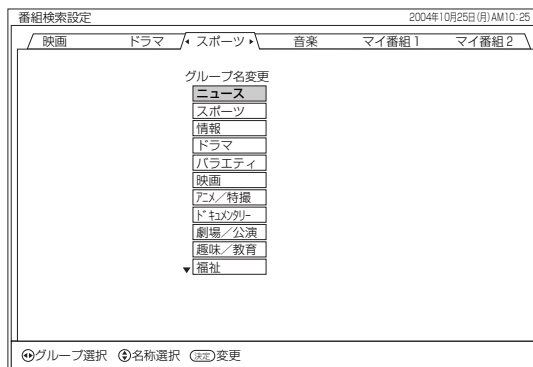 番組検索設定 2004年10月25日(月)AM10:25
映画 ドラマ スポーツ 音楽 マイ番組1 マイ番組2
グループ名変更
ニュース
スポーツ
情報
ドラマ
バラエティ
映画
アニメ/特撮
ドキュメンタリー
劇場/公演
趣味/教育
福祉
グループ選択 名称選択 決定 変更